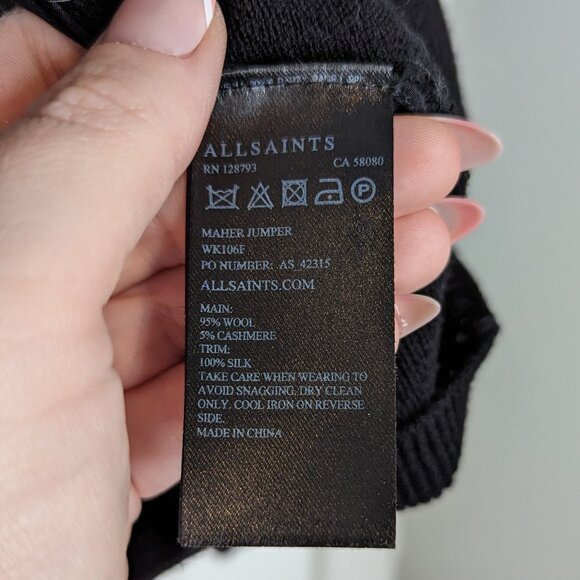 ALLSAINTS
RN 128793 CA 58080
P
MAHER JUMPER
WK106F
PO NUMBER: AS_42315
ALLSAINTS.COM
MAIN:
95% WOOL
5% CASHMERE
TRIM:
100% SILK
TAKE CARE WHEN WEARING TO
AVOID SNAGGING. DRY CLEAN
ONLY. COOL IRON ON REVERSE
SIDE.
MADE IN CHINA